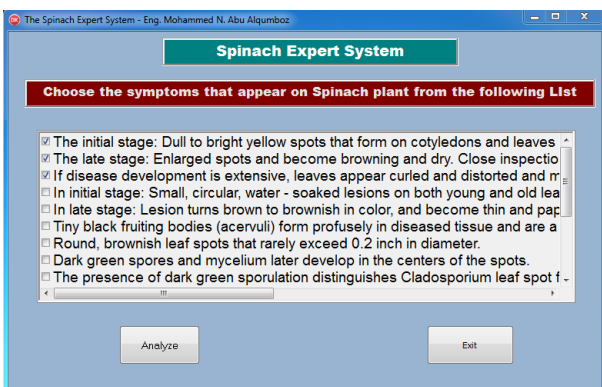 The Spinach Expert System - Eng. Mohammed N. Abu Alqumboz
Spinach Expert System
Choose the symptoms that appear on Spinach plant from the following LIst
The initial stage: Dull to bright yellow spots that form on cotyledons and leaves
The late stage: Enlarged spots and become browning and dry. Close inspectio
If disease development is extensive, leaves appear curled and distorted and m
In initial stage: Small, circular, water - soaked lesions on both young and old lea
In late stage: Lesion turns brown to brownish in color, and become thin and pap
Tiny black fruiting bodies (acervuli) form profusely in diseased tissue and are a
Round, brownish leaf spots that rarely exceed 0.2 inch in diameter.
Dark green spores and mycelium later develop in the centers of the spots.
The presence of dark green sporulation distinguishes Cladosporium leaf spot f
Analyze
Exit